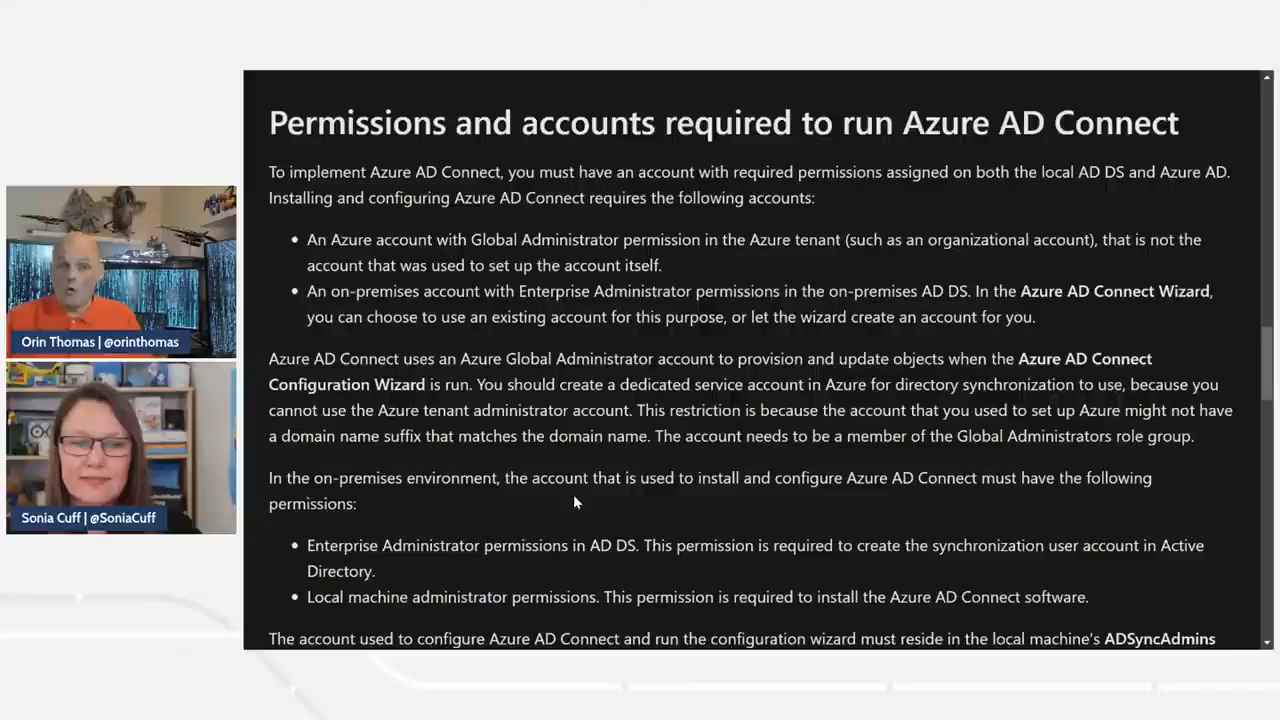 Permissions and accounts required to run Azure AD Connect
To implement Azure AD Connect, you must have an account with required permissions assigned on both the local AD DS and Azure AD.
Installing and configuring Azure AD Connect requires the following accounts:
• An Azure account with Global Administrator permission in the Azure tenant (such as an organizational account), that is not the
account that was used to set up the account itself.
• An on-premises account with Enterprise Administrator permissions in the on-premises AD DS. In the Azure AD Connect Wizard,
you can choose to use an existing account for this purpose, or let the wizard create an account for you.
Azure AD Connect uses an Azure Global Administrator account to provision and update objects when the Azure AD Connect
Configuration Wizard is run. You should create a dedicated service account in Azure for directory synchronization to use, because you
cannot use the Azure tenant administrator account. This restriction is because the account that you used to set up Azure might not have
a domain name suffix that matches the domain name. The account needs to be a member of the Global Administrators role group.
In the on-premises environment, the account that is used to install and configure Azure AD Connect must have the following
permissions:
• Enterprise Administrator permissions in AD DS. This permission is required to create the synchronization user account in Active
Directory.
• Local machine administrator permissions. This permission is required to install the Azure AD Connect software.
The account used to configure Azure AD Connect and run the configuration wizard must reside in the local machine's ADSyncAdmins
Orin Thomas | @orinthomas
Sonia Cuff | @SoniaCuff